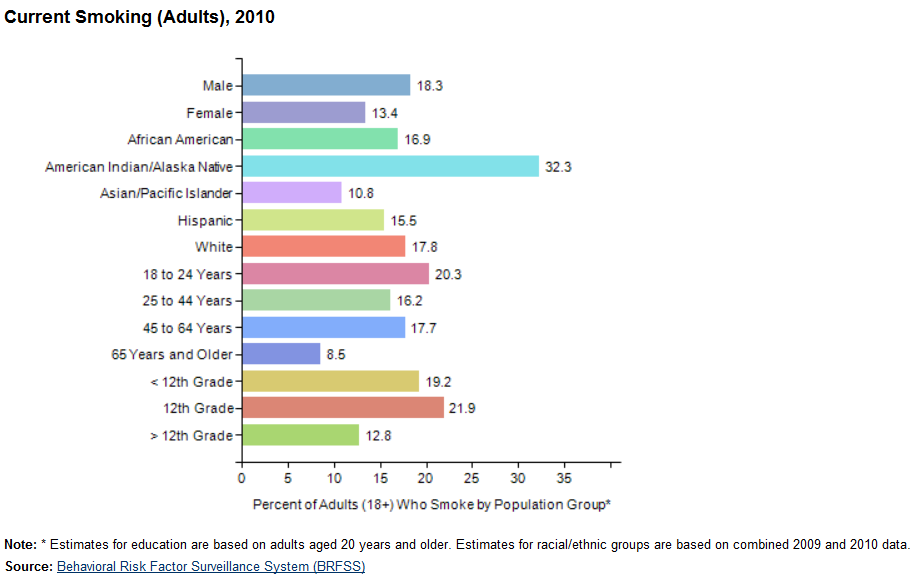 Current Smoking (Adults), 2010
Male 18.3
Female 13.4
African American 16.9
American Indian/Alaska Native 32.3
Asian/Pacific Islander 10.8
Hispanic 15.5
White 17.8
18 to 24 Years 20.3
25 to 44 Years 16.2
45 to 64 Years 17.7
65 Years and Older 8.5
< 12th Grade 19.2
12th Grade 21.9
> 12th Grade 12.8
0 5 10 15 20 25 30 35
Percent of Adults (18+) Who Smoke by Population Group*
Note: * Estimates for education are based on adults aged 20 years and older. Estimates for racial/ethnic groups are based on combined 2009 and 2010 data.
Source: Behavioral Risk Factor Surveillance System (BRFSS)